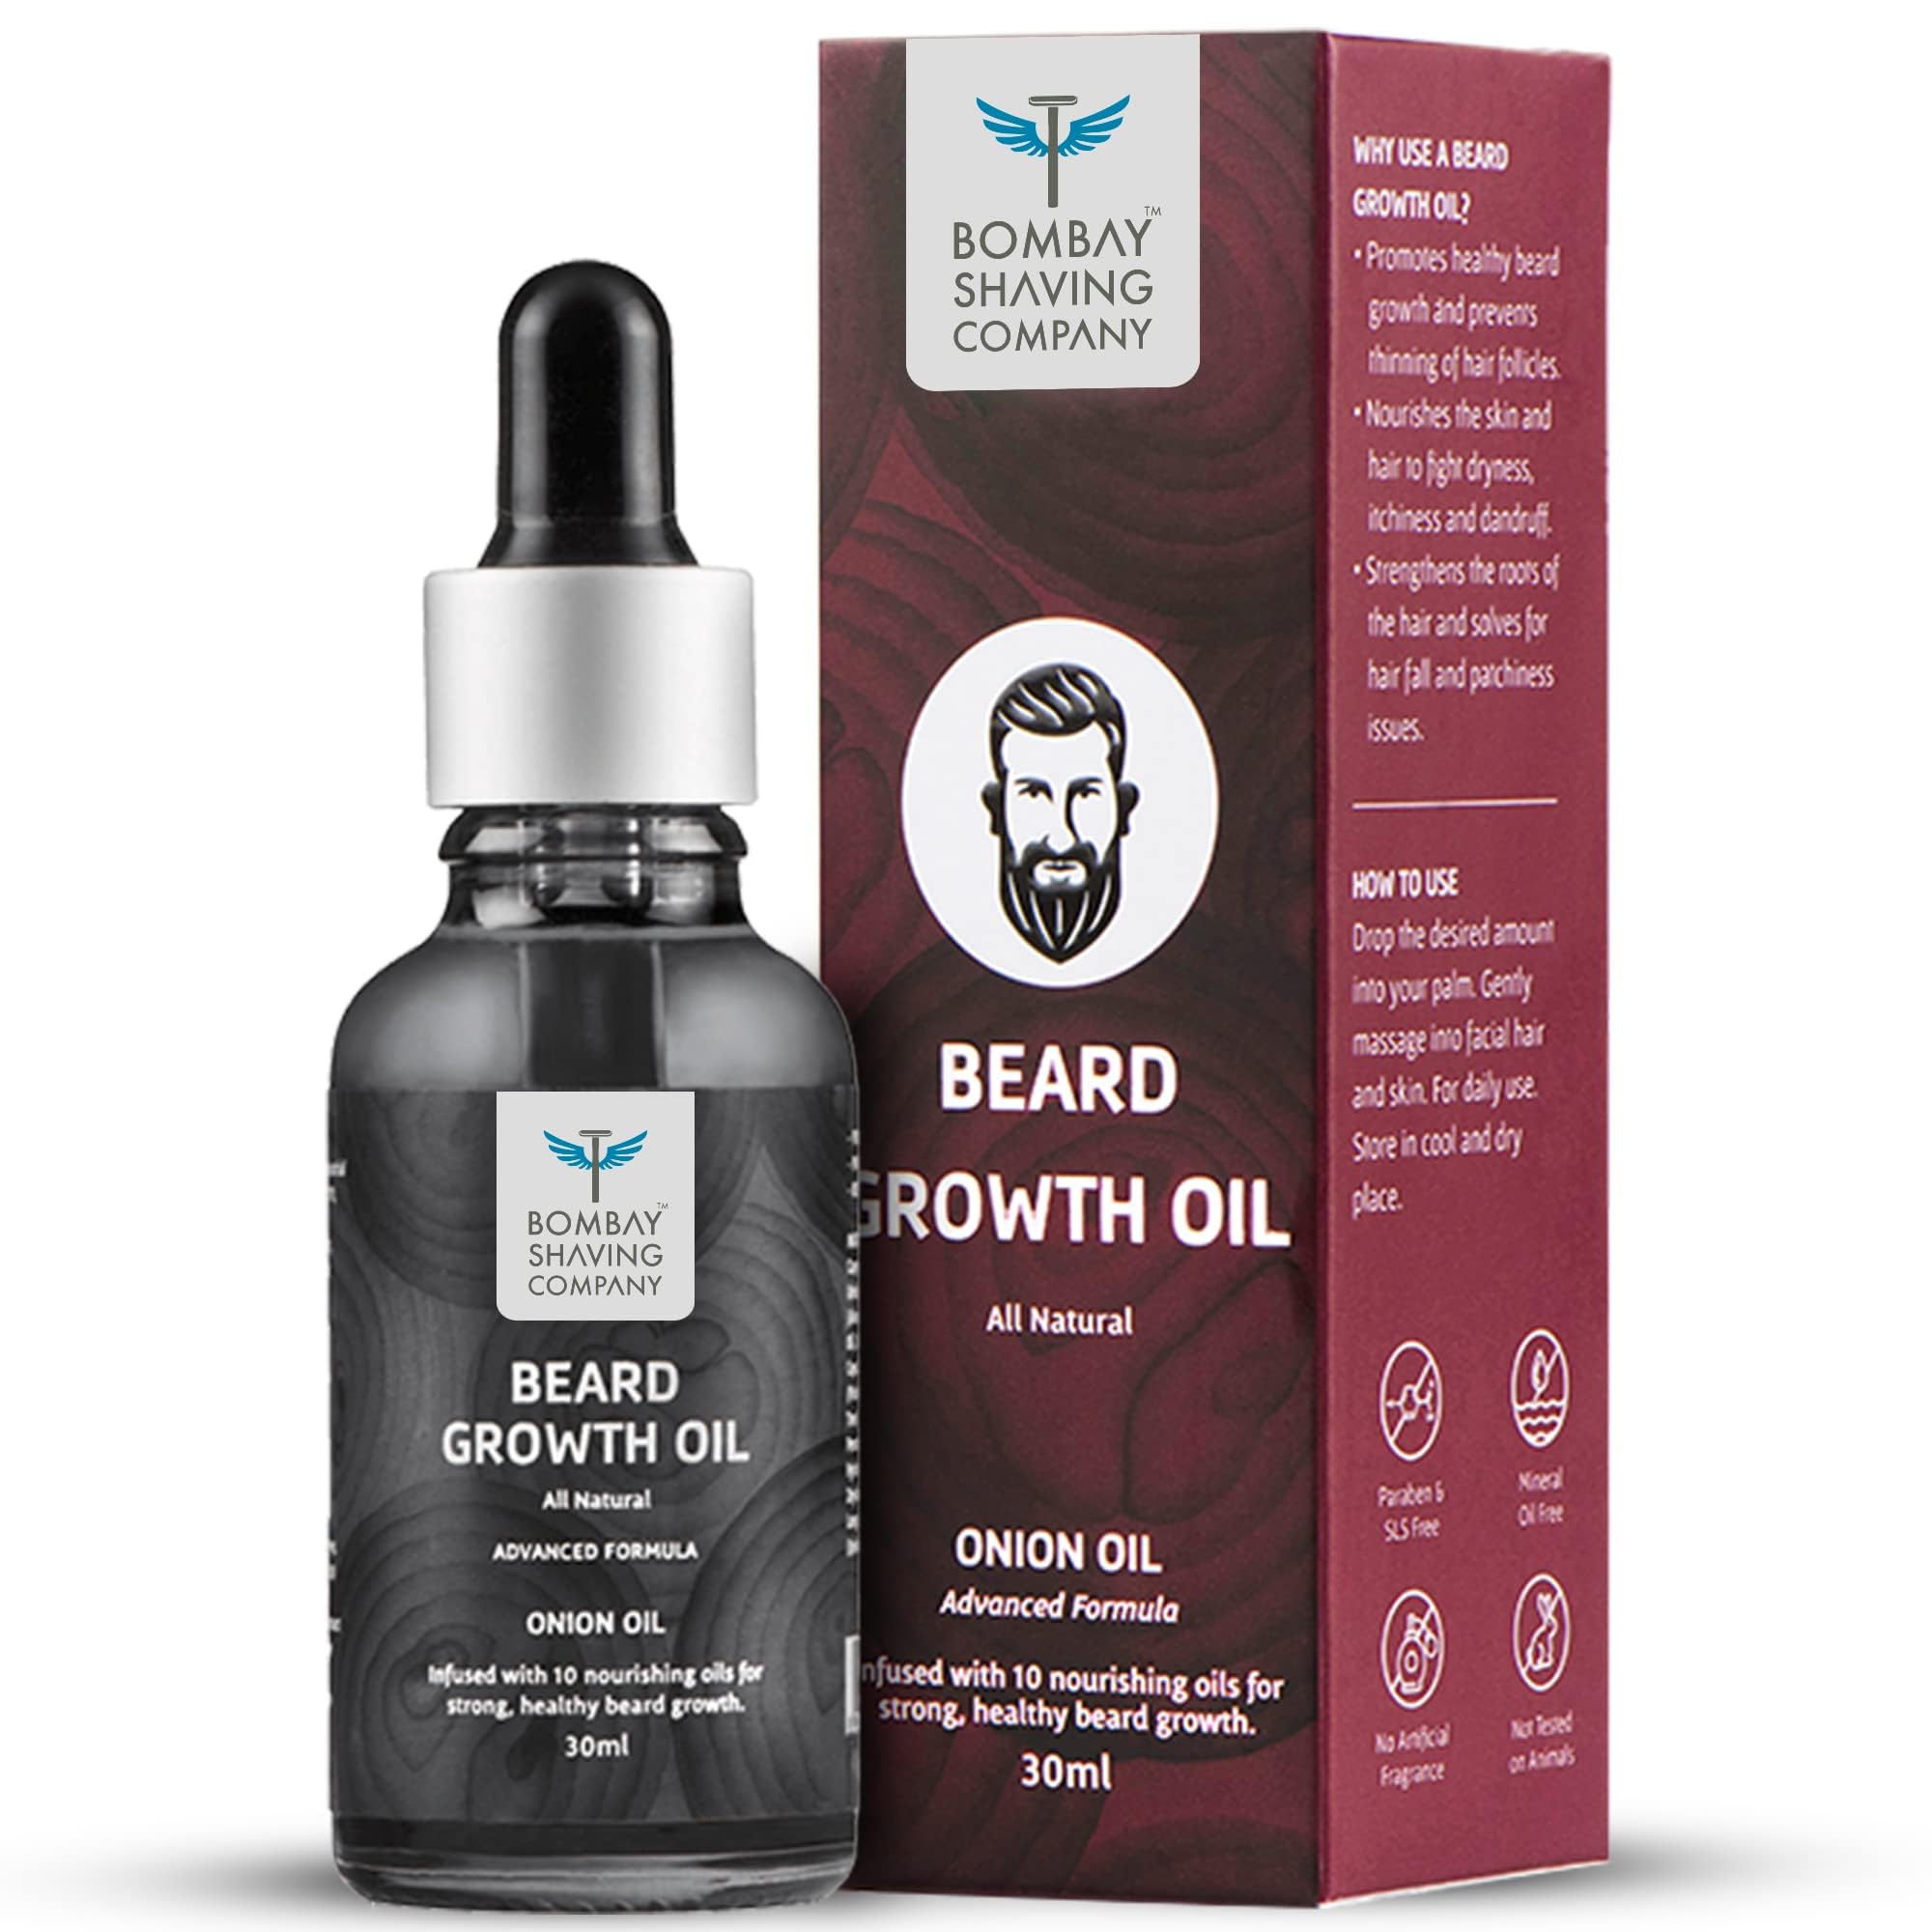 BOMBAY
SHAVING
COMPANY
TM
BEARD
GROWTH OIL
All Natural
ADVANCED FORMULA
ONION OIL
Infused with 10 nourishing oils for
strong, healthy beard growth.
30ml
BOMBAY
SHAVING
COMPANY
TM
BEARD
GROWTH OIL
All Natural
ONION OIL
Advanced Formula
nfused with 10 nourishing oils for
strong, healthy beard growth.
30ml
WHY USE A BEARD
GROWTH OIL?
• Promotes healthy beard
growth and prevents
thinning of hair follicles.
• Nourishes the skin and
hair to fight dryness,
itchiness and dandruff.
• Strengthens the roots of
the hair and solves for
hair fall and patchiness
issues.
HOW TO USE
Drop the desired amount
into your palm. Gently
massage into facial hair
and skin. For daily use.
Store in cool and dry
place.
Paraben &
SLS Free
Mineral
Oil Free
No Artificial
Fragrance
Not Tested
on Animals